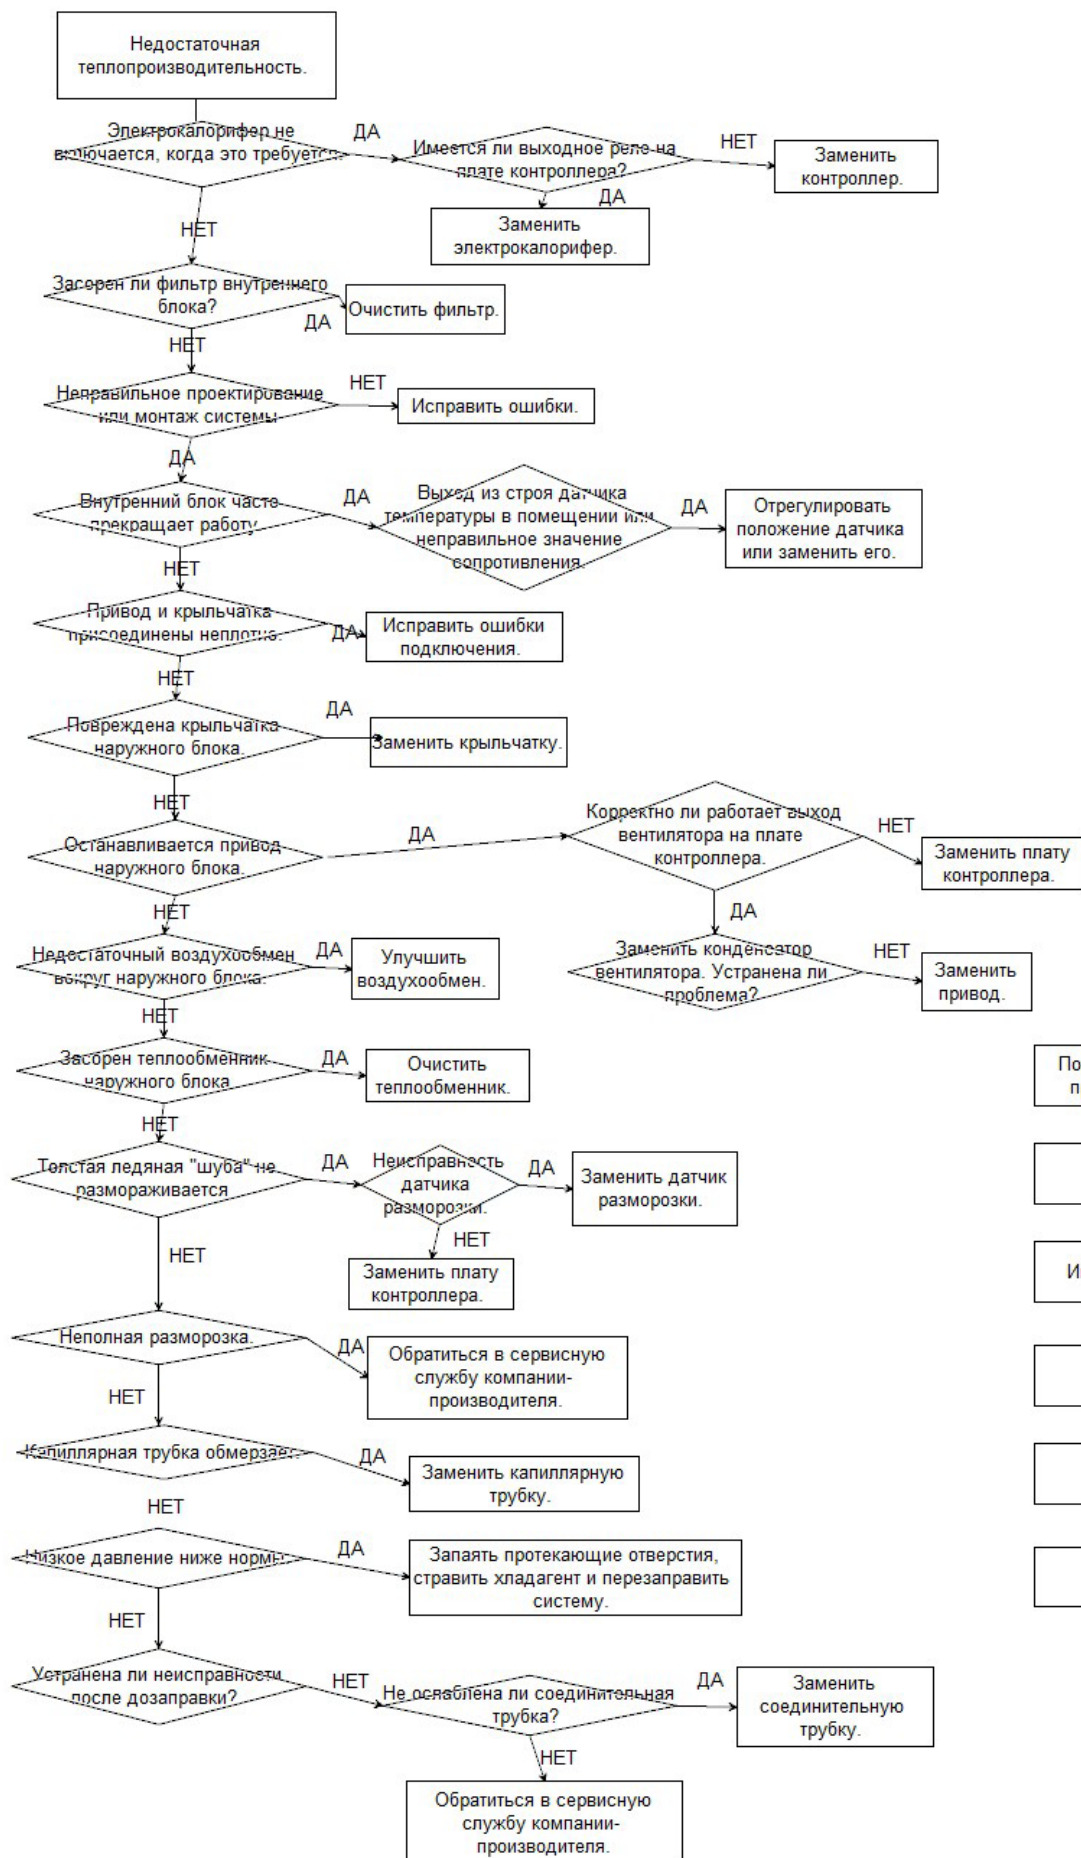 Недостаточная
теплопроизводительность.
Электрокалорифер не
включается, когда это требуется.
ДА
Имеется ли выходное реле на
плате контроллера?
НЕТ
Заменить
контроллер.
ДА
Заменить
электрокалорифер.
НЕТ
Засорен ли фильтр внутреннего
блока?
ДА
Очистить фильтр.
НЕТ
Неправильное проектирование
или монтаж системы
НЕТ
Исправить ошибки.
ДА
Внутренний блок часто
прекращает работу.
ДА
Выход из строя датчика
температуры в помещении или
неправильное значение
сопротивления.
ДА
Отрегулировать
положение датчика
или заменить его.
НЕТ
Привод и крыльчатка
присоединены неплотно.
ДА
Исправить ошибки
подключения.
НЕТ
Повреждена крыльчатка
наружного блока.
ДА
Заменить крыльчатку.
НЕТ
Останавливается привод
наружного блока.
ДА
Корректно ли работает выход
вентилятора на плате
контроллера.
НЕТ
Заменить плату
контроллера.
ДА
Заменить конденсатор
вентилятора. Устранена ли
проблема?
НЕТ
Заменить
привод.
НЕТ
Недостаточный воздухообмен
вокруг наружного блока.
ДА
Улучшить
воздухообмен.
НЕТ
Засорен теплообменник
наружного блока
ДА
Очистить
теплообменник.
НЕТ
Толстая ледяная "шуба" не
размораживается
ДА
Неисправность
датчика
разморозки.
ДА
Заменить датчик
разморозки.
НЕТ
Заменить плату
контроллера.
НЕТ
Неполная разморозка.
ДА
Обратиться в сервисную
службу компании-
производителя.
НЕТ
Капиллярная трубка обмерзает.
ДА
Заменить капиллярную
трубку.
НЕТ
Низкое давление ниже нормы.
ДА
Запаять протекающие отверстия,
стравить хладагент и перезаправить
систему.
НЕТ
Устранена ли неисправности
после дозаправки?
НЕТ
Не ослаблена ли соединительная
трубка?
ДА
Заменить
соединительную
трубку.
НЕТ
Обратиться в сервисную
службу компании-
производителя.